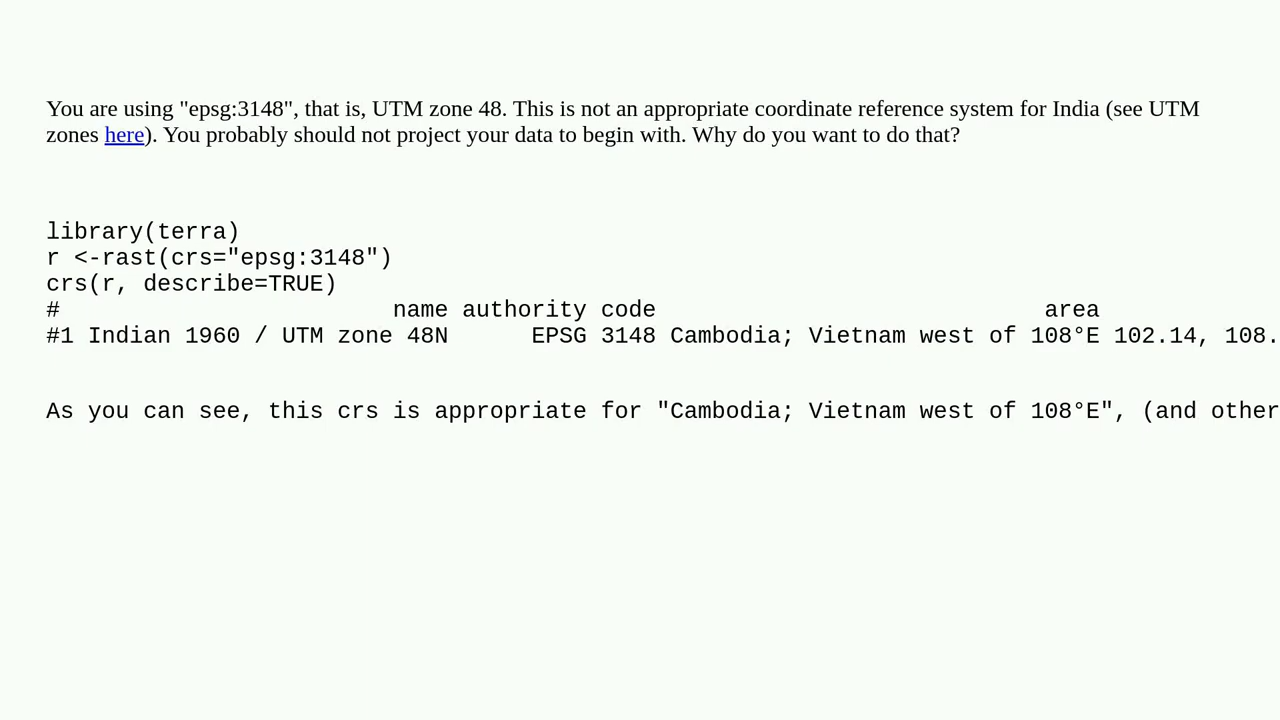 You are using "epsg:3148", that is, UTM zone 48. This is not an appropriate coordinate reference system for India (see UTM
zones here). You probably should not project your data to begin with. Why do you want to do that?
library(terra)
r <-rast(crs="epsg:3148")
crs(r, describe=TRUE)
#                        name authority code                            area
#1 Indian 1960 / UTM zone 48N      EPSG 3148 Cambodia; Vietnam west of 108°E 102.14, 108.
As you can see, this crs is appropriate for "Cambodia; Vietnam west of 108°E", (and other